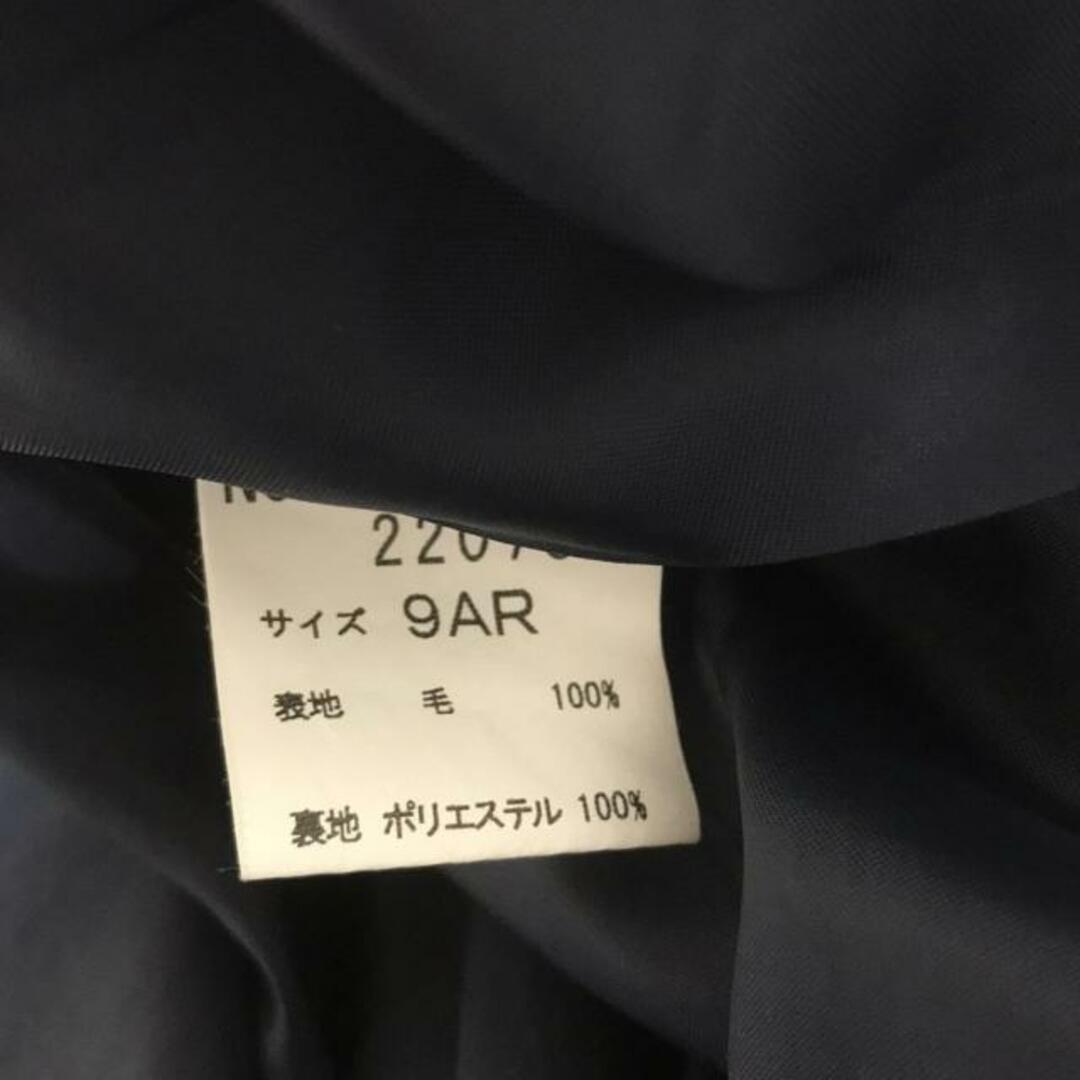 サイズ 9AR
表地 毛 100%
裏地 ポリエステル 100%